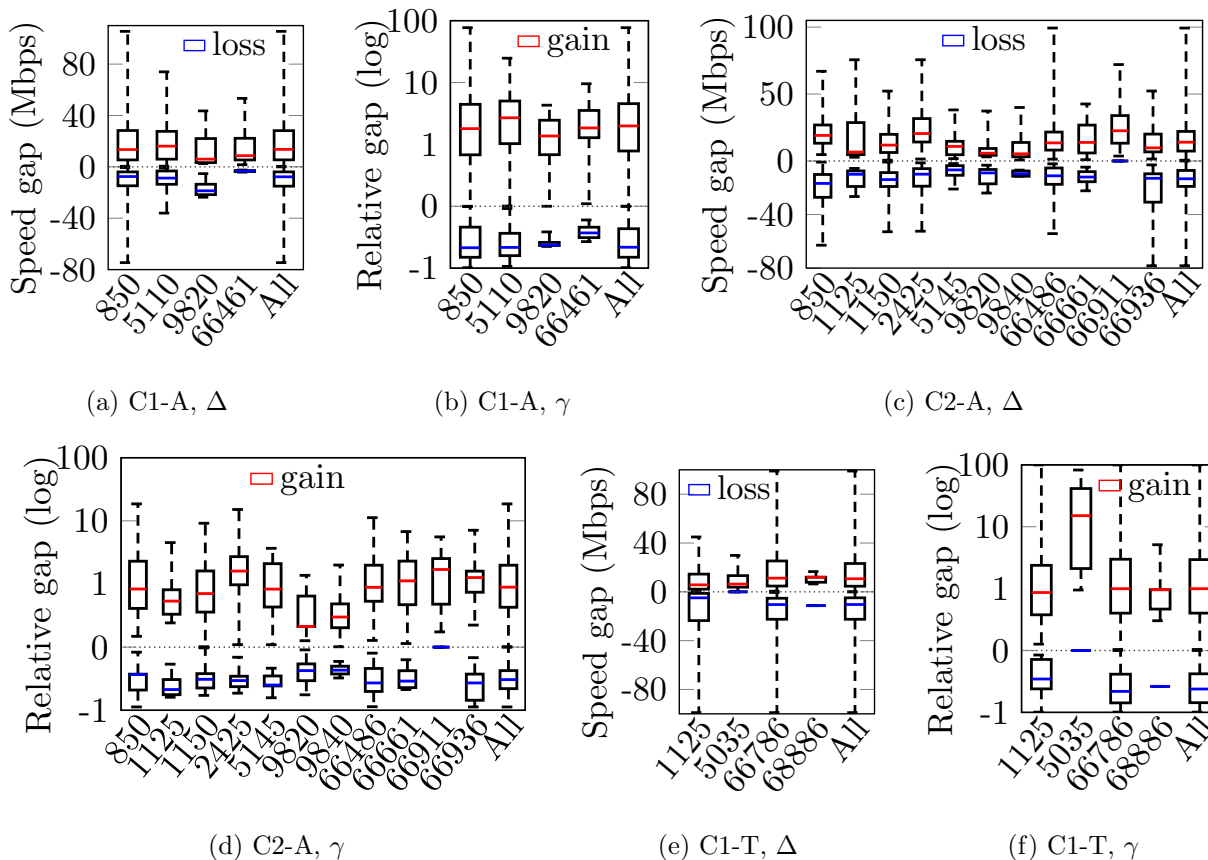 Speed gap (Mbps)
80
40
0
-40
-80
loss
850
5110
9820
66461
All
(a) C1-A, Δ
Relative gap (log)
100
10
1
0
-1
gain
850
5110
9820
66461
All
(b) C1-A, γ
Speed gap (Mbps)
100
50
0
-40
-80
loss
850
1125
1150
2425
5145
9820
9840
66486
66661
66911
66936
All
(c) C2-A, Δ
Relative gap (log)
100
10
1
0
-1
gain
850
1125
1150
2425
5145
9820
9840
66486
66661
66911
66936
All
(d) C2-A, γ
Speed gap (Mbps)
80
40
0
-40
-80
loss
1125
5035
66786
68886
All
(e) C1-T, Δ
Relative gap (log)
100
10
1
0
-1
gain
1125
5035
66786
68886
All
(f) C1-T, γ